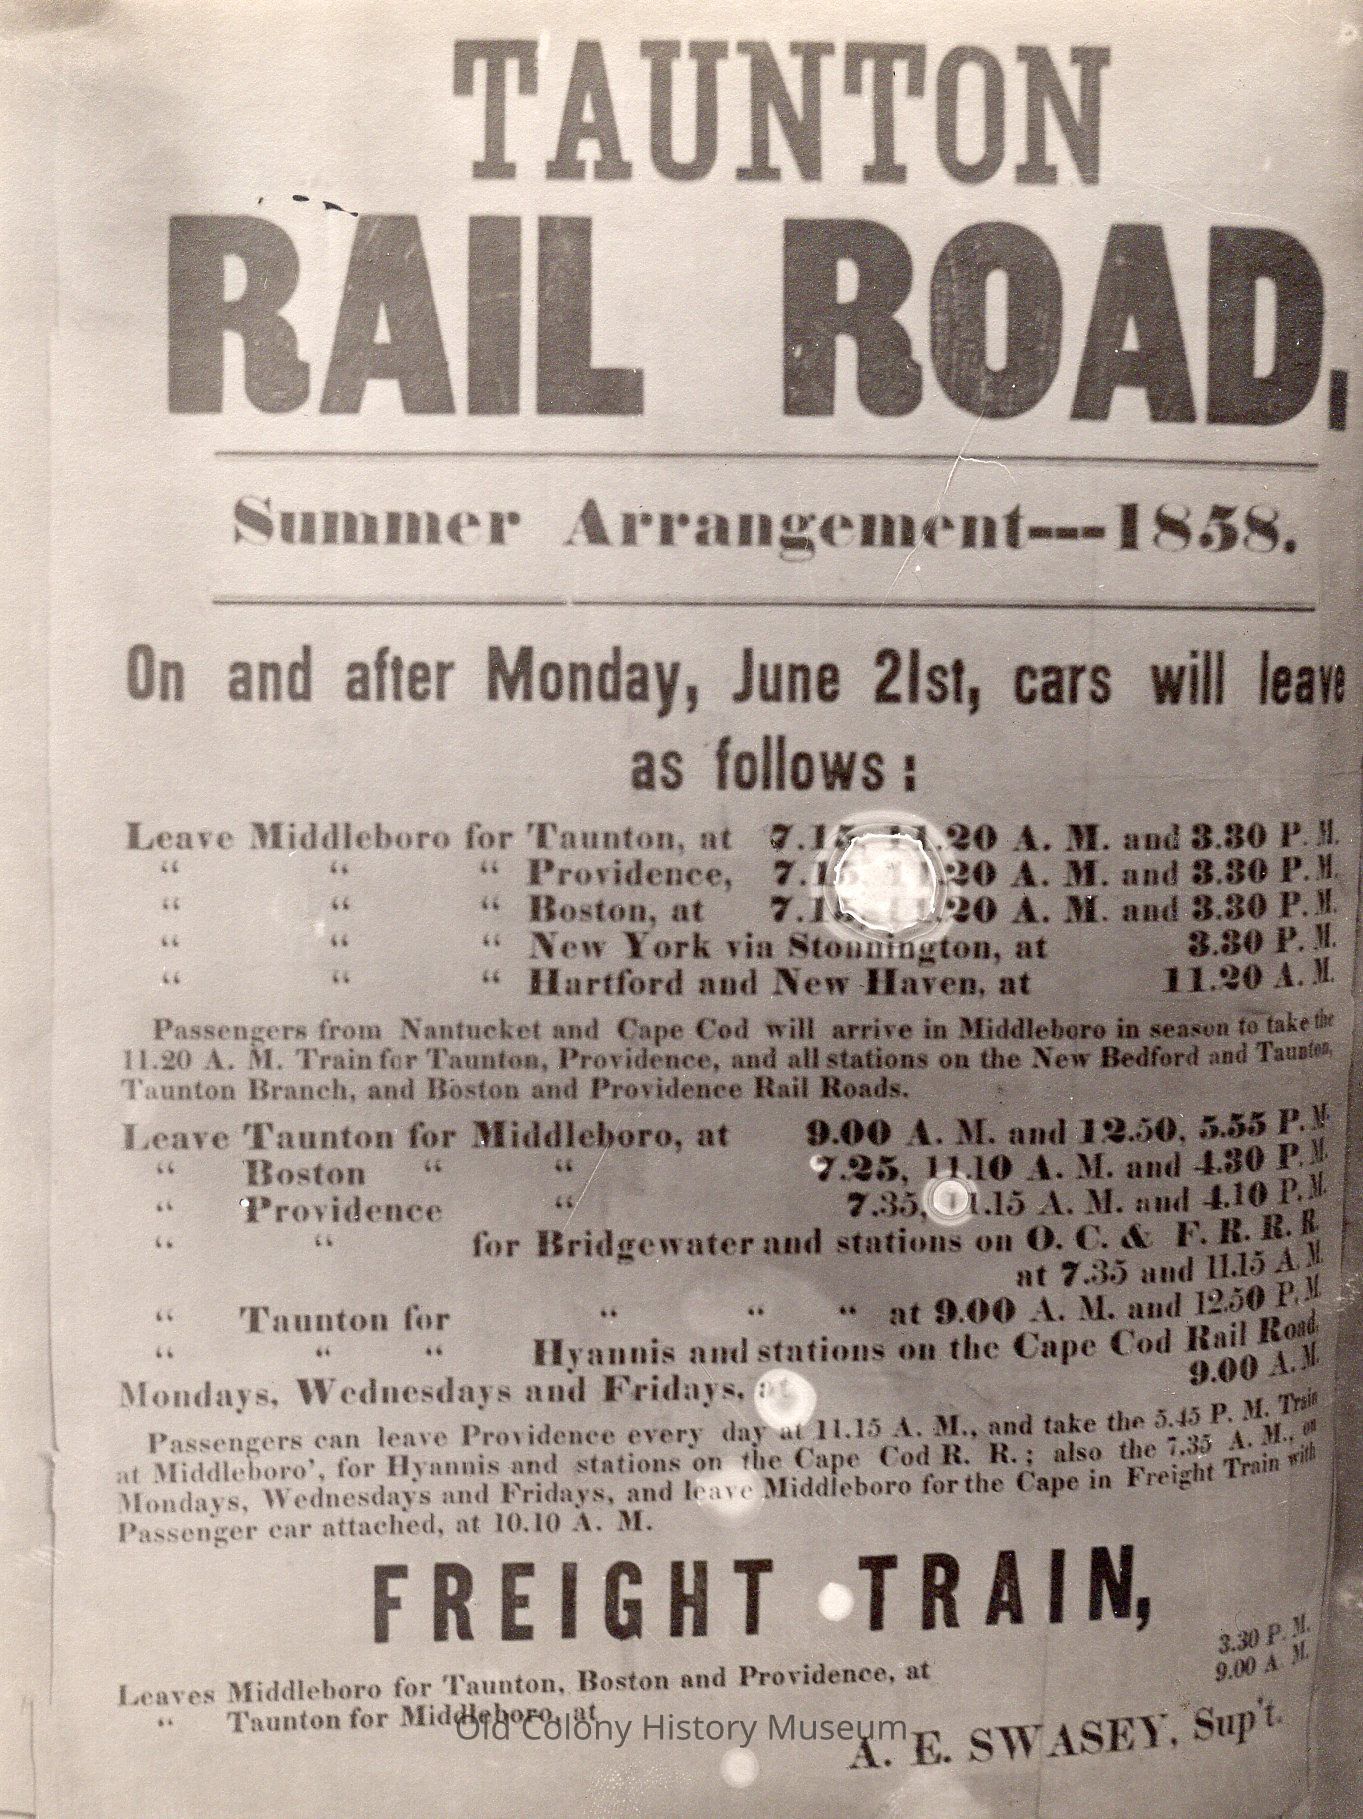 TAUNTON
RAIL ROAD,
Summer Arrangement---1858.
On and after Monday, June 21st, cars will leave
as follows :
Leave Middleboro for Taunton, at 7.15, 11.20 A. M. and 3.30 P. M.
“ “ “ Providence, 7.15, 11.20 A. M. and 3.30 P. M.
“ “ “ Boston, at 7.15, 11.20 A. M. and 3.30 P. M.
“ “ “ New York via Stonnington, at 3.30 P. M.
“ “ “ Hartford and New Haven, at 11.20 A. M.
Passengers from Nantucket and Cape Cod will arrive in Middleboro in season to take the
11.20 A. M. Train for Taunton, Providence, and all stations on the New Bedford and Taunton,
Taunton Branch, and Boston and Providence Rail Roads.
Leave Taunton for Middleboro, at 9.00 A. M. and 12.50, 5.55 P. M.
“ Boston “ “ 7.25, 11.10 A. M. and 4.30 P. M.
“ Providence “ 7.35, 11.15 A. M. and 4.10 P. M.
“ “ for Bridgewater and stations on O. C. & F. R. R. R.
at 7.35 and 11.15 A. M.
“ Taunton for “ “ “ at 9.00 A. M. and 12.50 P. M.
“ “ “ Hyannis and stations on the Cape Cod Rail Road,
Mondays, Wednesdays and Fridays, at 9.00 A. M.
Passengers can leave Providence every day at 11.15 A. M., and take the 5.45 P. M. Train
at Middleboro’, for Hyannis and stations on the Cape Cod R. R. ; also the 7.35 A. M., on
Mondays, Wednesdays and Fridays, and leave Middleboro for the Cape in Freight Train with
Passenger car attached, at 10.10 A. M.
FREIGHT TRAIN,
Leaves Middleboro for Taunton, Boston and Providence, at 3.30 P. M.
“ Taunton for Middleboro, at 9.00 A. M.
A. E. SWASEY, Sup't.
Old Colony History Museum